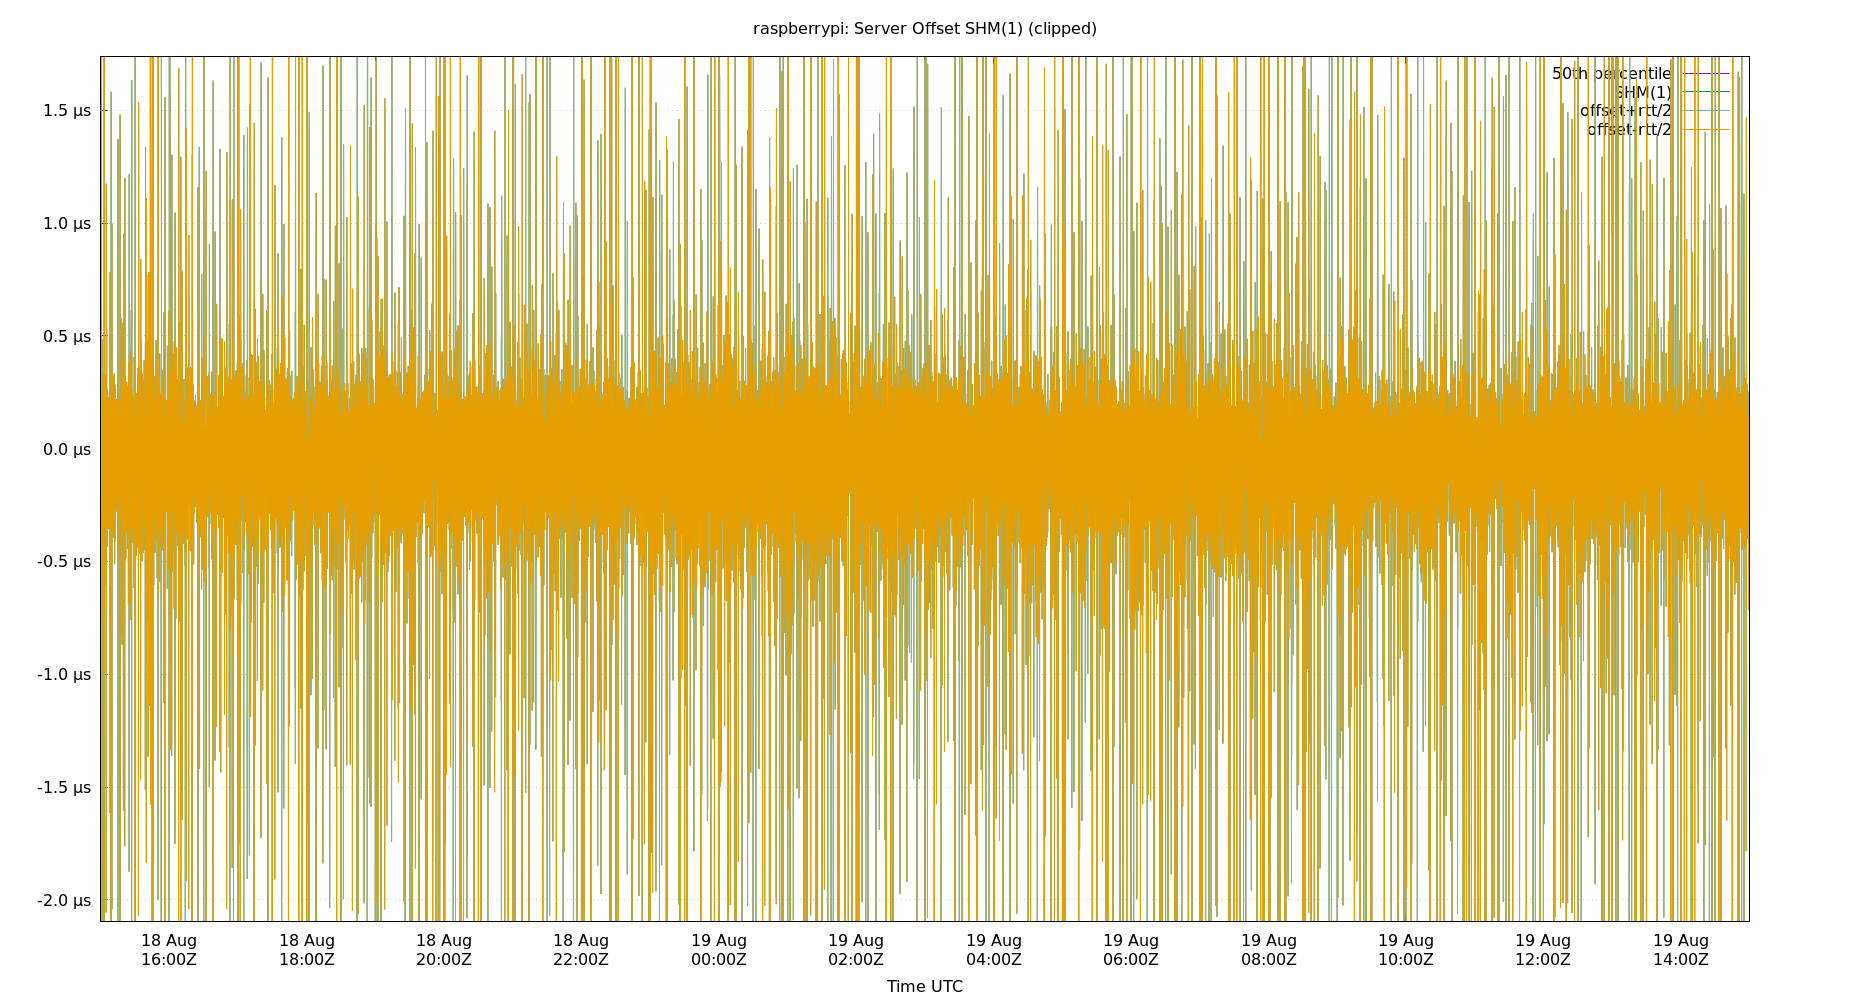 raspberrypi: Server Offset SHM(1) (clipped)
50th percentile
SHM(1)
offset+rtt/2
offset-rtt/2
1.5 µs
1.0 µs
0.5 µs
0.0 µs
-0.5 µs
-1.0 µs
-1.5 µs
-2.0 µs
18 Aug 18 Aug 18 Aug 18 Aug 19 Aug 19 Aug 19 Aug 19 Aug 19 Aug 19 Aug 19 Aug 19 Aug
16:00Z 18:00Z 20:00Z 22:00Z 00:00Z 02:00Z 04:00Z 06:00Z 08:00Z 10:00Z 12:00Z 14:00Z
Time UTC